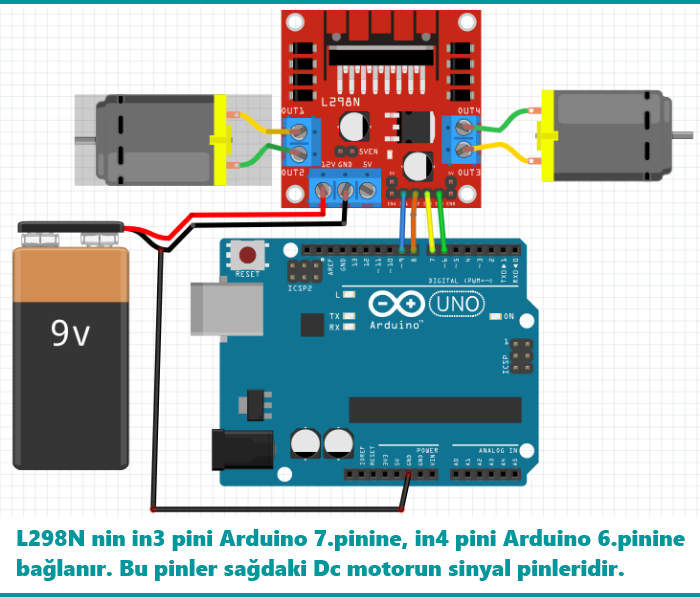 L298N
OUT1
OUT4
OUT2
OUT3
5VCN
12V GND 5V
9v
RESET
ICSP2
AREF
GND
13
12
~11
~10
~9
8
7
~6
~5
4
~3
2
TX▸1
RX◂0
DIGITAL (PWM=~)
L
TX
RX
UNO
Arduino™
ON
1
ICSP
POWER
ANALOG IN
IOREF
RESET
3V3
5V
GND
GND
VIN
A0
A1
A2
A3
A4
A5
L298N nin in3 pini Arduino 7.pinine, in4 pini Arduino 6.pinine
bağlanır. Bu pinler sağdaki Dc motorun sinyal pinleridir.